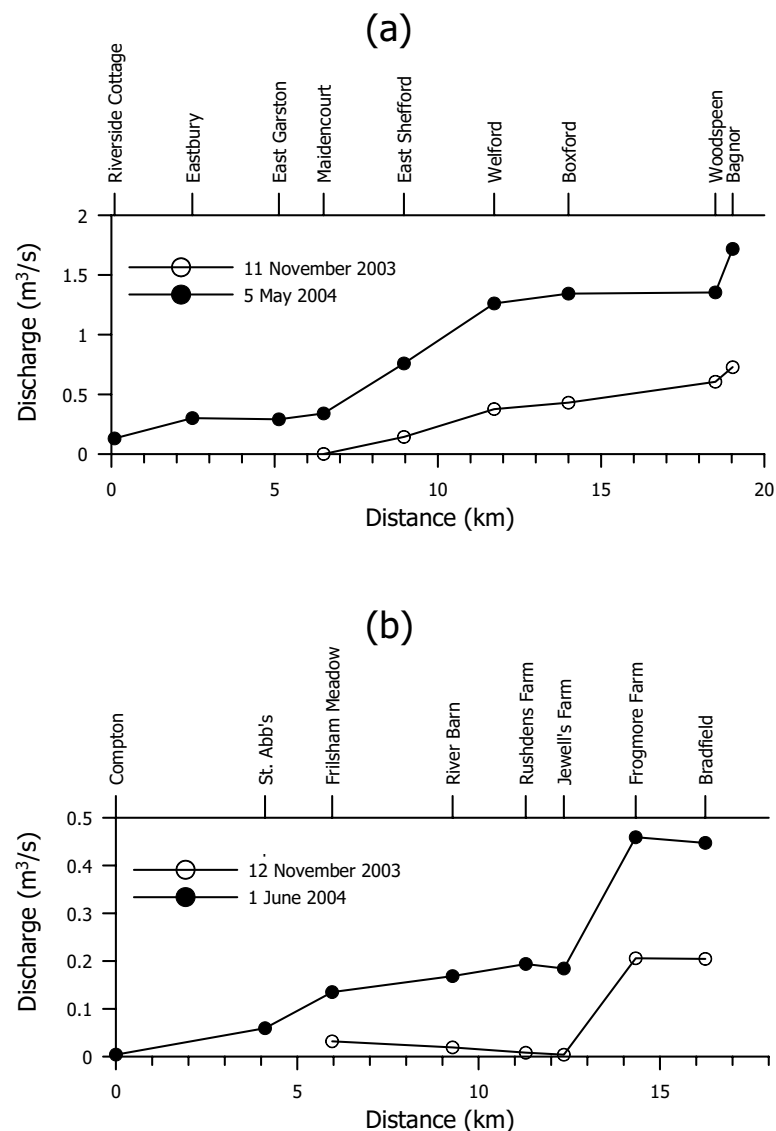 (a)
Riverside Cottage
Eastbury
East Garston
Maidencourt
East Shefford
Welford
Boxford
Woodspeen
Bagnor
2
1.5
1
0.5
0
Discharge (m³/s)
11 November 2003
5 May 2004
0 5 10 15 20
Distance (km)
(b)
Compton
St. Abb's
Frilsham Meadow
River Barn
Rushdens Farm
Jewell's Farm
Frogmore Farm
Bradfield
0.5
0.4
0.3
0.2
0.1
0
Discharge (m³/s)
12 November 2003
1 June 2004
0 5 10 15
Distance (km)